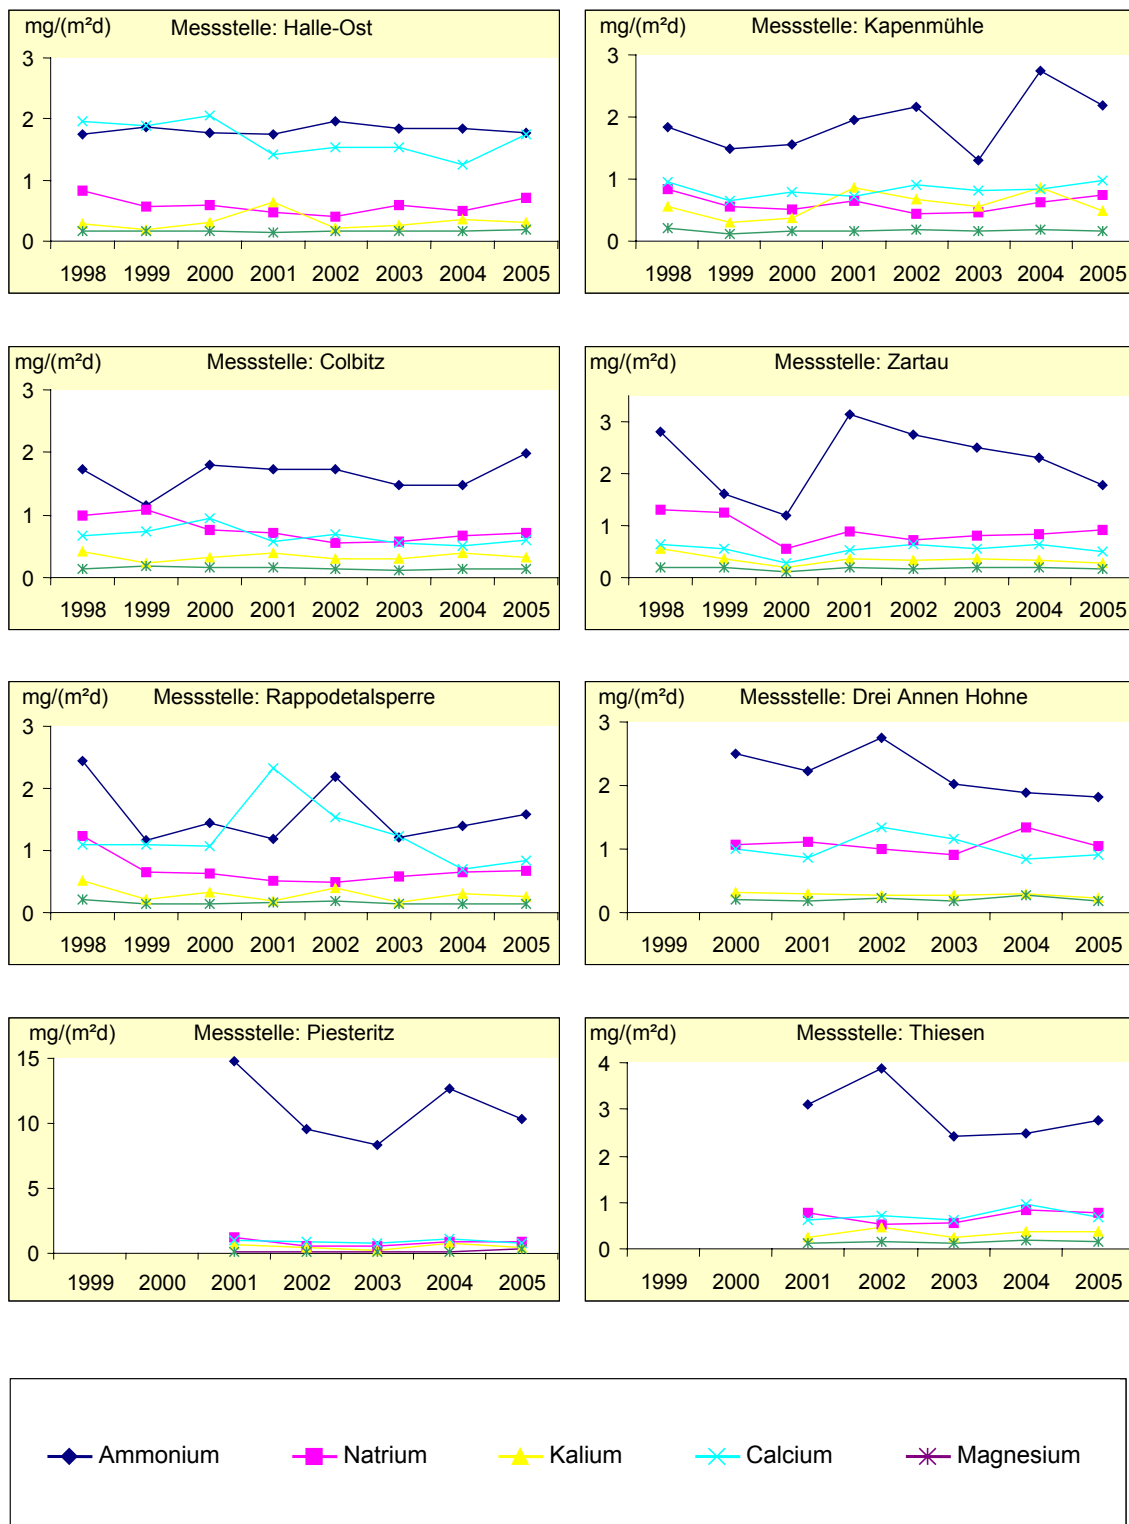 mg/(m²d) Messstelle: Halle-Ost
3
2
1
0
1998 1999 2000 2001 2002 2003 2004 2005
mg/(m²d) Messstelle: Kapenmühle
3
2
1
0
1998 1999 2000 2001 2002 2003 2004 2005
mg/(m²d) Messstelle: Colbitz
3
2
1
0
1998 1999 2000 2001 2002 2003 2004 2005
mg/(m²d) Messstelle: Zartau
3
2
1
0
1998 1999 2000 2001 2002 2003 2004 2005
mg/(m²d) Messstelle: Rappodetalsperre
3
2
1
0
1998 1999 2000 2001 2002 2003 2004 2005
mg/(m²d) Messstelle: Drei Annen Hohne
3
2
1
0
1999 2000 2001 2002 2003 2004 2005
mg/(m²d) Messstelle: Piesteritz
15
10
5
0
1999 2000 2001 2002 2003 2004 2005
mg/(m²d) Messstelle: Thiesen
4
3
2
1
0
1999 2000 2001 2002 2003 2004 2005
Ammonium Natrium Kalium Calcium Magnesium